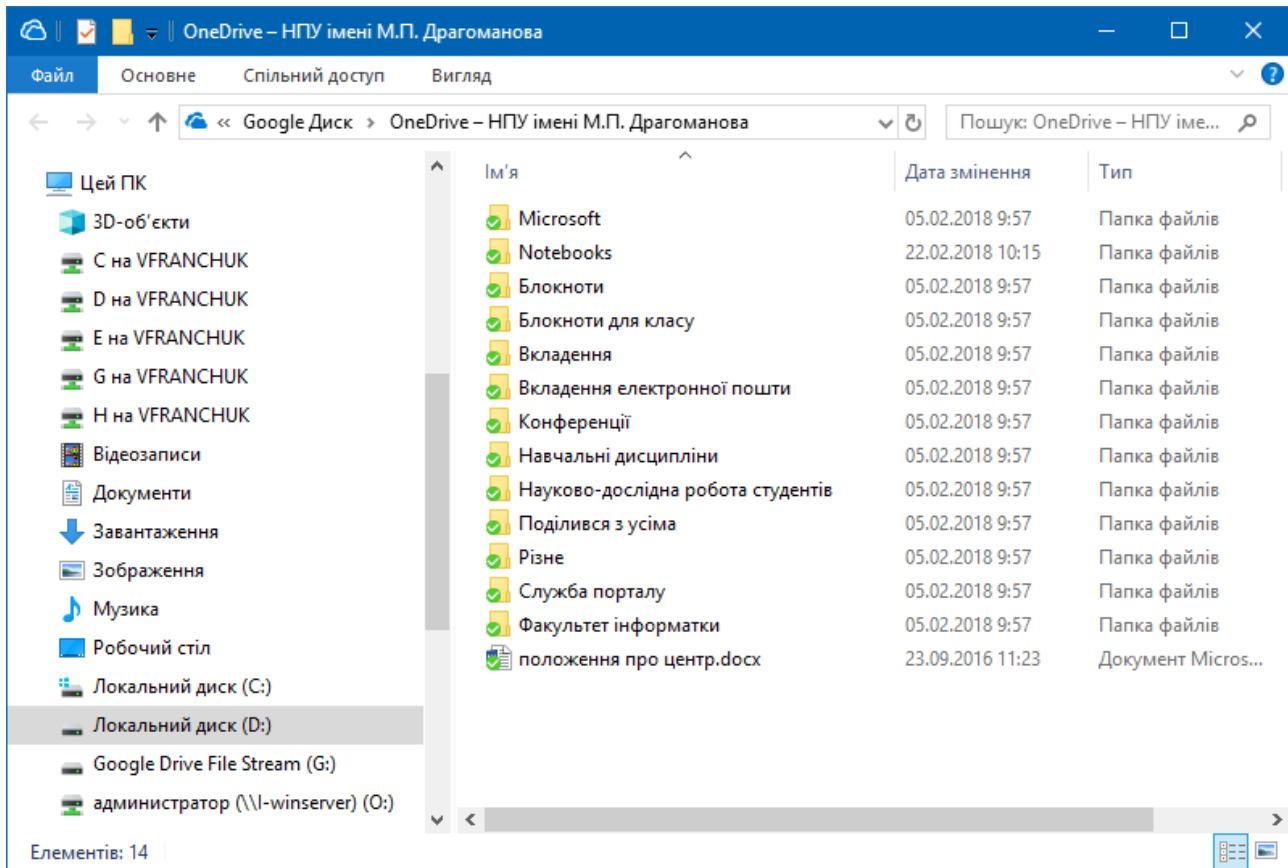 OneDrive – НПУ імені М.П. Драгоманова
Файл Основне Спільний доступ Вигляд
« Google Диск › OneDrive – НПУ імені М.П. Драгоманова Пошук: OneDrive – НПУ іме...
Цей ПК
3D-об'єкти
C на VFRANCHUK
D на VFRANCHUK
E на VFRANCHUK
G на VFRANCHUK
H на VFRANCHUK
Відеозаписи
Документи
Завантаження
Зображення
Музика
Робочий стіл
Локальний диск (C:)
Локальний диск (D:)
Google Drive File Stream (G:)
администратор (\\I-winserver) (O:)
Ім'я Дата змінення Тип
Microsoft 05.02.2018 9:57 Папка файлів
Notebooks 22.02.2018 10:15 Папка файлів
Блокноти 05.02.2018 9:57 Папка файлів
Блокноти для класу 05.02.2018 9:57 Папка файлів
Вкладення 05.02.2018 9:57 Папка файлів
Вкладення електронної пошти 05.02.2018 9:57 Папка файлів
Конференції 05.02.2018 9:57 Папка файлів
Навчальні дисципліни 05.02.2018 9:57 Папка файлів
Науково-дослідна робота студентів 05.02.2018 9:57 Папка файлів
Поділився з усіма 05.02.2018 9:57 Папка файлів
Різне 05.02.2018 9:57 Папка файлів
Служба порталу 05.02.2018 9:57 Папка файлів
Факультет інформатки 05.02.2018 9:57 Папка файлів
положення про центр.docx 23.09.2016 11:23 Документ Micros...
Елементів: 14